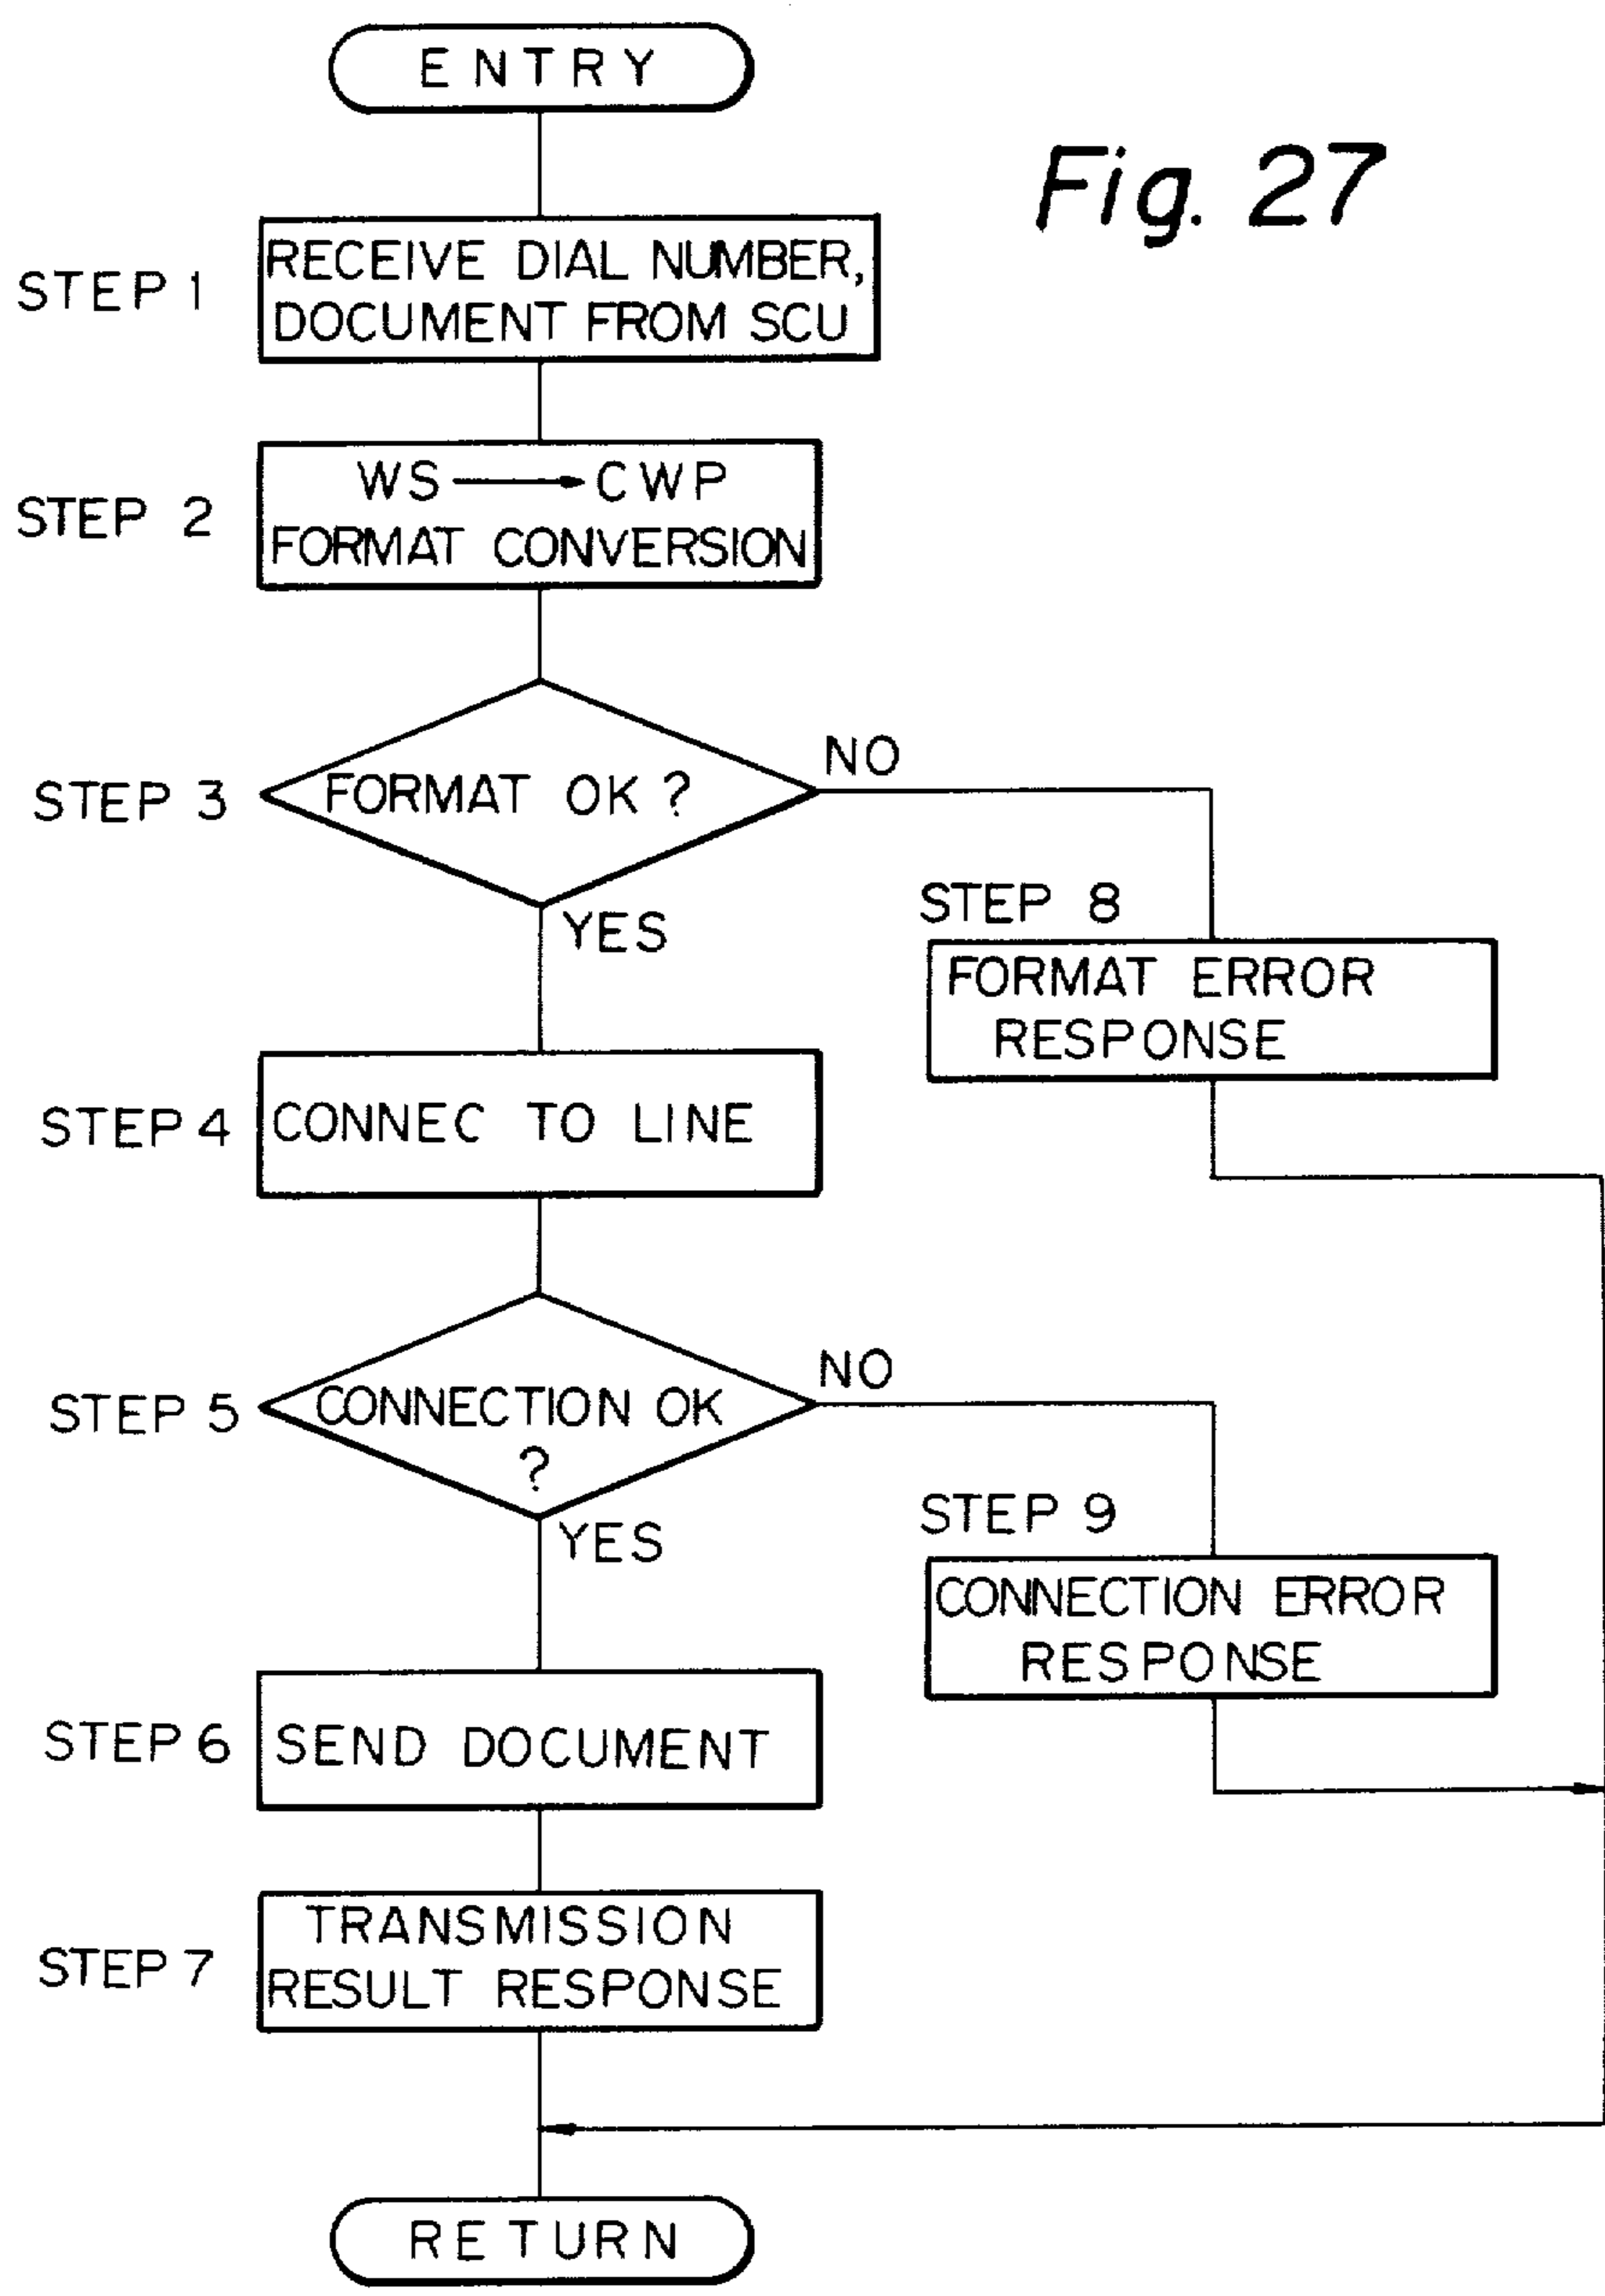 ENTRY
Fig. 27
STEP 1
RECEIVE DIAL NUMBER,
DOCUMENT FROM SCU
STEP 2
WS → CWP
FORMAT CONVERSION
STEP 3
FORMAT OK ?
NO
YES
STEP 8
FORMAT ERROR
RESPONSE
STEP 4
CONNEC TO LINE
STEP 5
CONNECTION OK
?
NO
YES
STEP 9
CONNECTION ERROR
RESPONSE
STEP 6
SEND DOCUMENT
STEP 7
TRANSMISSION
RESULT RESPONSE
RETURN